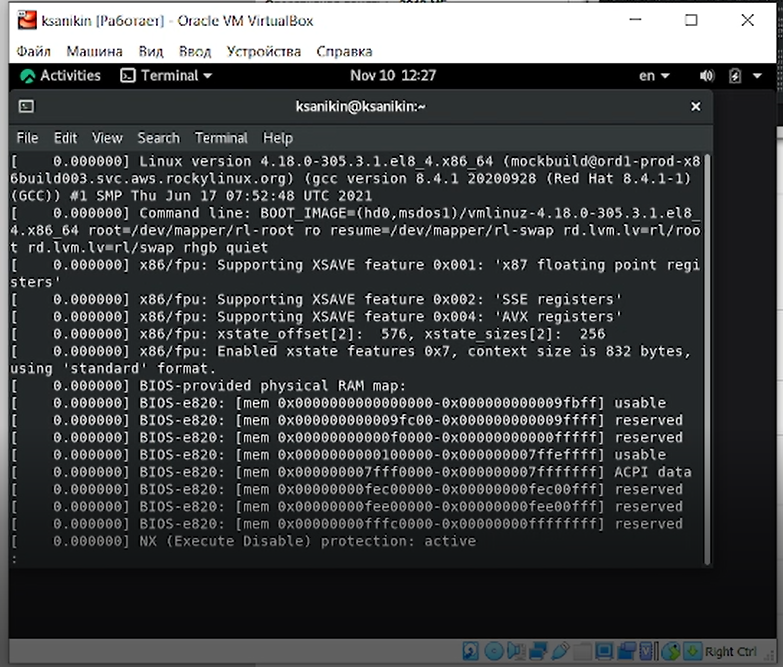 ksanikin [Работает] - Oracle VM VirtualBox
Файл Машина Вид Ввод Устройства Справка
Activities Terminal Nov 10 12:27 en
ksanikin@ksanikin:~
File Edit View Search Terminal Help
[    0.000000] Linux version 4.18.0-305.3.1.el8_4.x86_64 (mockbuild@ord1-prod-x8
6build003.svc.aws.rockylinux.org) (gcc version 8.4.1 20200928 (Red Hat 8.4.1-1)
(GCC)) #1 SMP Thu Jun 17 07:52:48 UTC 2021
[    0.000000] Command line: BOOT_IMAGE=(hd0,msdos1)/vmlinuz-4.18.0-305.3.1.el8_
4.x86_64 root=/dev/mapper/rl-root ro resume=/dev/mapper/rl-swap rd.lvm.lv=rl/roo
t rd.lvm.lv=rl/swap rhgb quiet
[    0.000000] x86/fpu: Supporting XSAVE feature 0x001: 'x87 floating point regi
sters'
[    0.000000] x86/fpu: Supporting XSAVE feature 0x002: 'SSE registers'
[    0.000000] x86/fpu: Supporting XSAVE feature 0x004: 'AVX registers'
[    0.000000] x86/fpu: xstate_offset[2]:  576, xstate_sizes[2]:  256
[    0.000000] x86/fpu: Enabled xstate features 0x7, context size is 832 bytes,
using 'standard' format.
[    0.000000] BIOS-provided physical RAM map:
[    0.000000] BIOS-e820: [mem 0x0000000000000000-0x000000000009fbff] usable
[    0.000000] BIOS-e820: [mem 0x000000000009fc00-0x000000000009ffff] reserved
[    0.000000] BIOS-e820: [mem 0x00000000000f0000-0x00000000000fffff] reserved
[    0.000000] BIOS-e820: [mem 0x0000000000100000-0x000000007ffeffff] usable
[    0.000000] BIOS-e820: [mem 0x000000007fff0000-0x000000007fffffff] ACPI data
[    0.000000] BIOS-e820: [mem 0x00000000fec00000-0x00000000fec00fff] reserved
[    0.000000] BIOS-e820: [mem 0x00000000fee00000-0x00000000fee00fff] reserved
[    0.000000] BIOS-e820: [mem 0x00000000fffc0000-0x00000000ffffffff] reserved
[    0.000000] NX (Execute Disable) protection: active
:
Right Ctrl